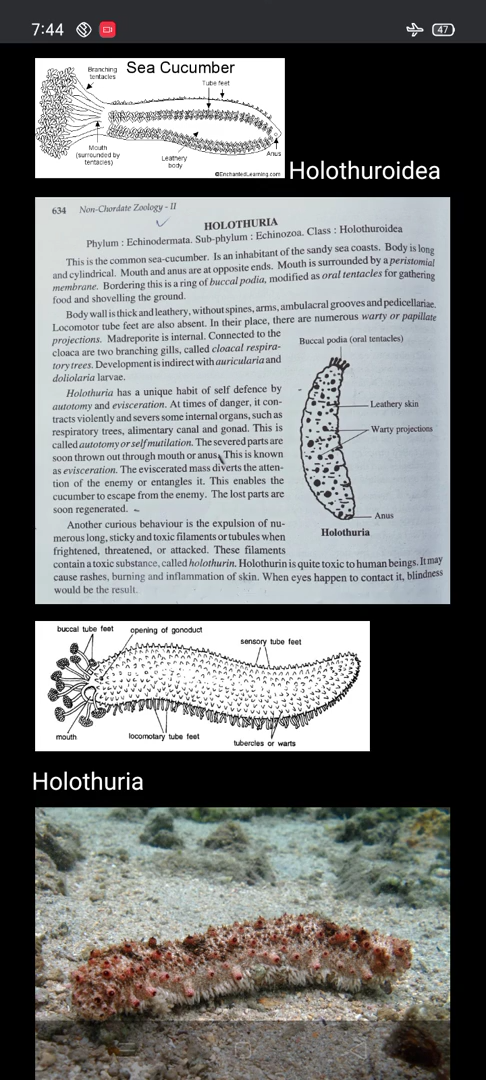 7:44
47
Sea Cucumber
Branching
tentacles
Tube feet
Mouth
(surrounded by
tentacles)
Leathery
body
Anus
©EnchantedLearning.com
Holothuroidea
634 Non-Chordate Zoology - II
HOLOTHURIA
Phylum : Echinodermata. Sub-phylum : Echinozoa. Class : Holothuroidea
This is the common sea-cucumber. Is an inhabitant of the sandy sea coasts. Body is long
and cylindrical. Mouth and anus are at opposite ends. Mouth is surrounded by a peristomial
membrane. Bordering this is a ring of buccal podia, modified as oral tentacles for gathering
food and shovelling the ground.
Body wall is thick and leathery, without spines, arms, ambulacral grooves and pedicellariae.
Locomotor tube feet are also absent. In their place, there are numerous warty or papillate
projections. Madreporite is internal. Connected to the
cloaca are two branching gills, called cloacal respira-
tory trees. Development is indirect with auricularia and
doliolaria larvae.
Holothuria has a unique habit of self defence by
autotomy and evisceration. At times of danger, it con-
tracts violently and severs some internal organs, such as
respiratory trees, alimentary canal and gonad. This is
called autotomy or self mutilation. The severed parts are
soon thrown out through mouth or anus. This is known
as evisceration. The eviscerated mass diverts the atten-
tion of the enemy or entangles it. This enables the
cucumber to escape from the enemy. The lost parts are
soon regenerated.
Another curious behaviour is the expulsion of nu-
merous long, sticky and toxic filaments or tubules when
frightened, threatened, or attacked. These filaments
contain a toxic substance, called holothurin. Holothurin is quite toxic to human beings. It may
cause rashes, burning and inflammation of skin. When eyes happen to contact it, blindness
would be the result.
Buccal podia (oral tentacles)
Leathery skin
Warty projections
Anus
Holothuria
buccal tube feet
opening of gonoduct
sensory tube feet
mouth
locomotary tube feet
tubercles or warts
Holothuria